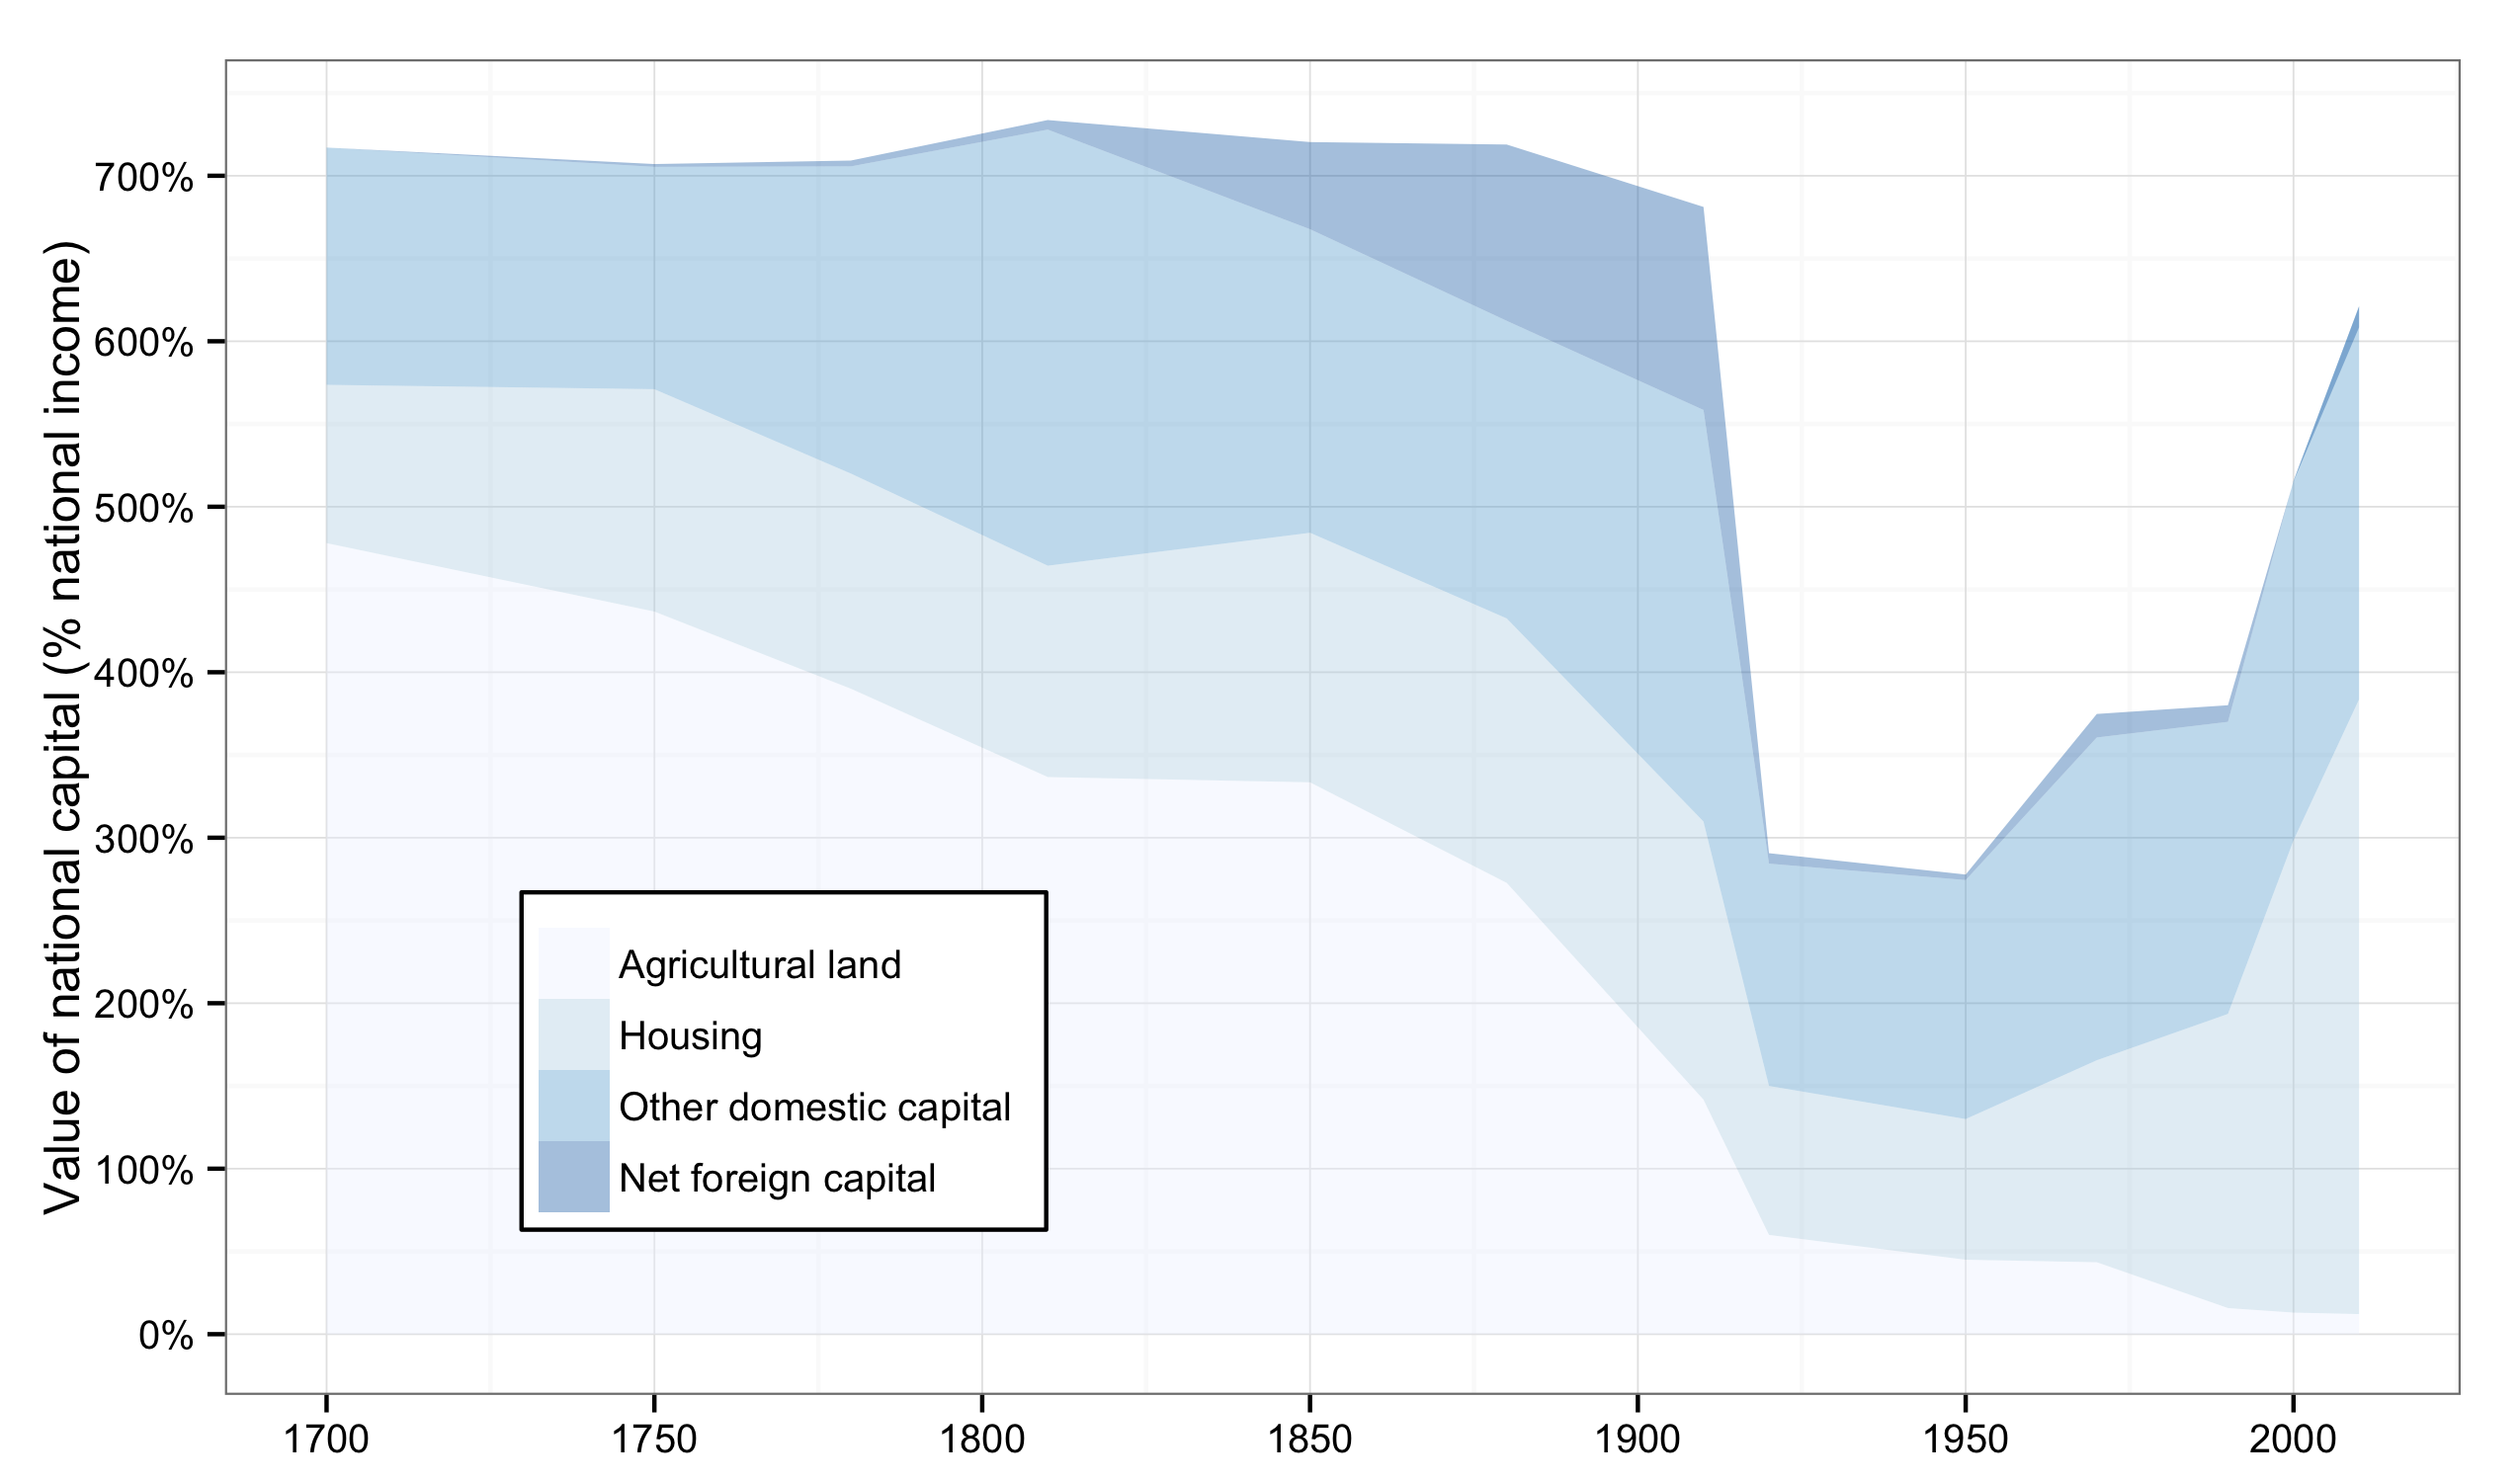 Value of national capital (% national income)
700%
600%
500%
400%
300%
200%
100%
0%
Agricultural land
Housing
Other domestic capital
Net foreign capital
1700 1750 1800 1850 1900 1950 2000